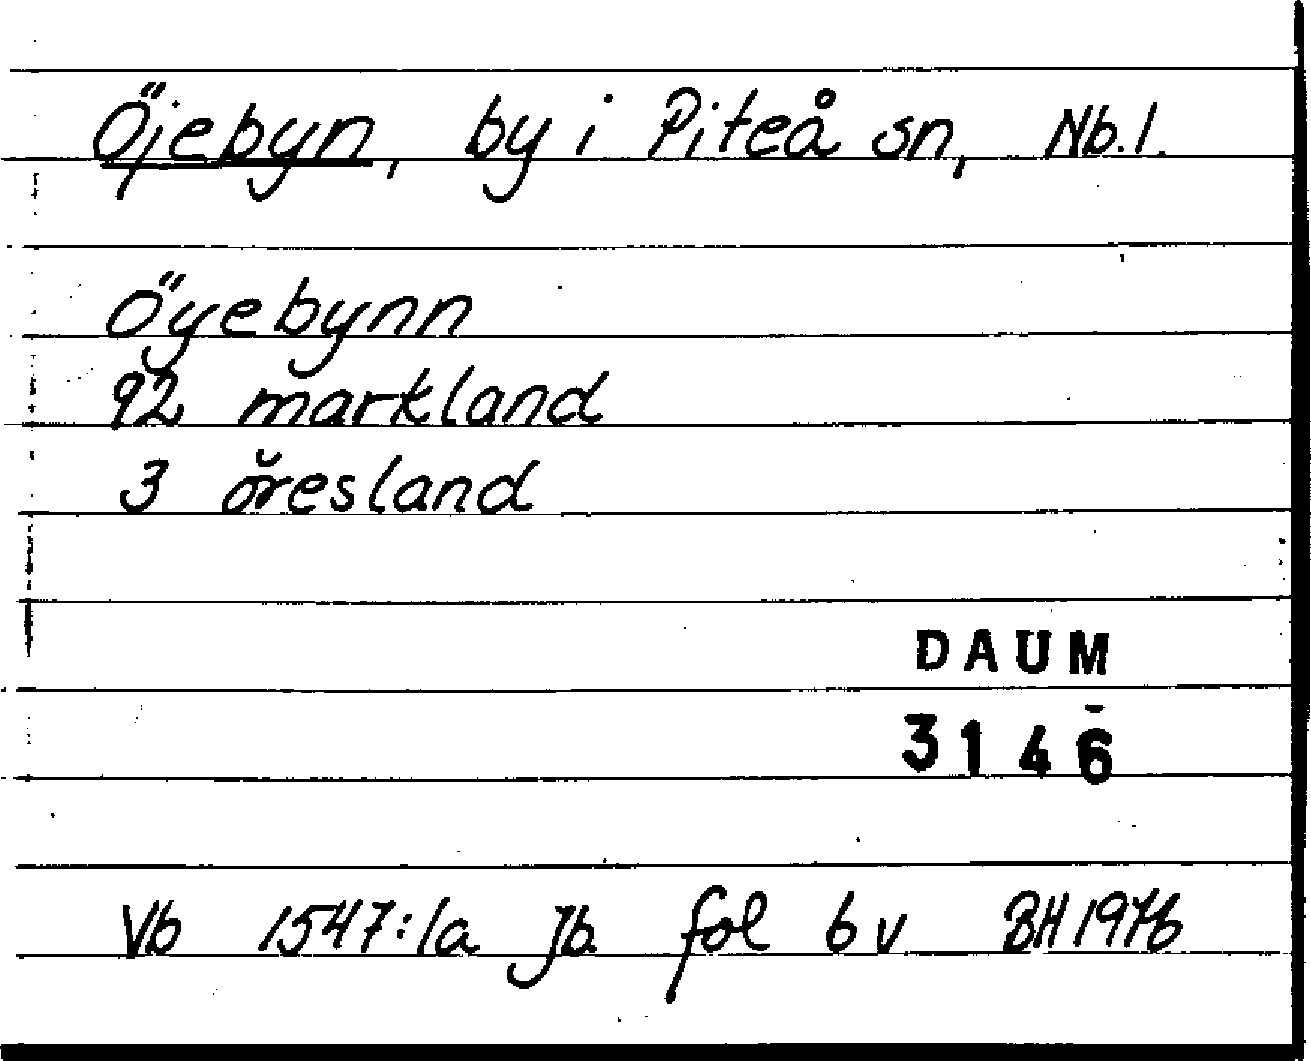 Öjebyn, by i Piteå sn, Nb.l.
Öyebynn
92 markland
3 öresland
DAUM
3146
Vb 1547:1a Jb fol 6v BH1976